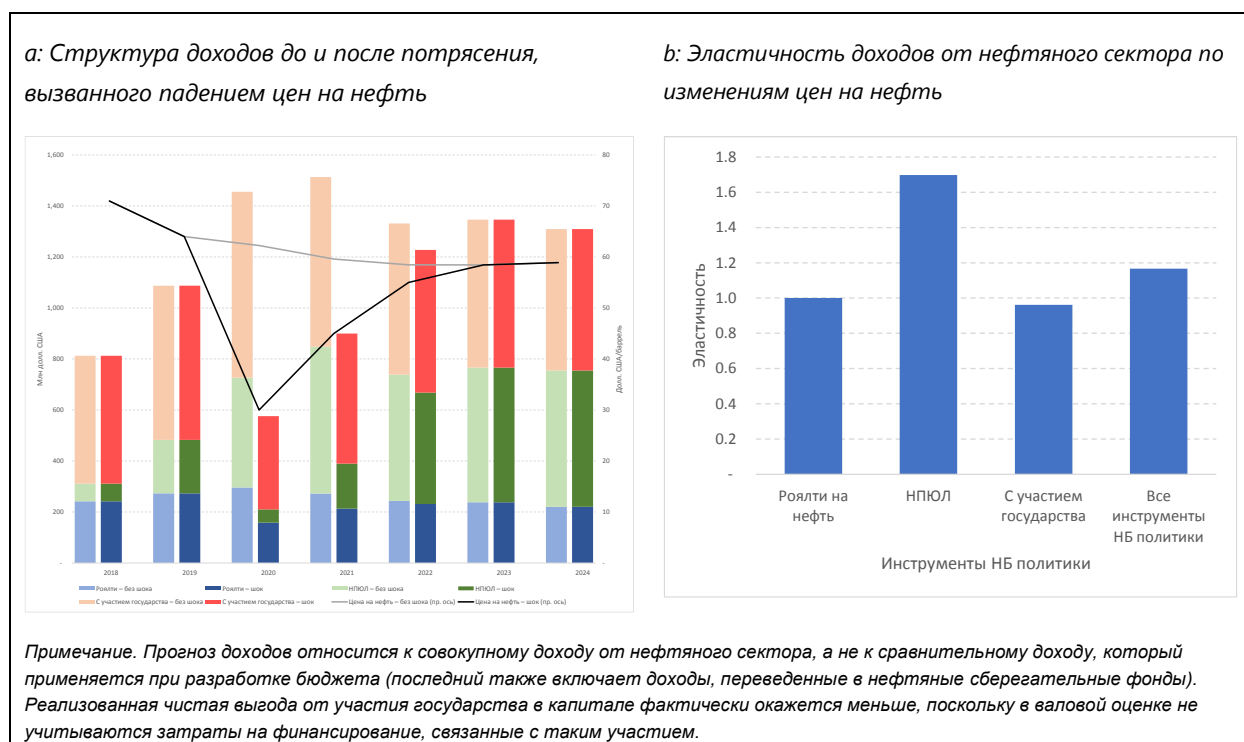 a: Структура доходов до и после потрясения,
вызванного падением цен на нефть
b: Эластичность доходов от нефтяного сектора по
изменениям цен на нефть
1,600
1,400
1,200
1,000
800
600
400
200
-
Млн долл. США
80
70
60
50
40
30
20
10
-
Долл. США/баррель
2018 2019 2020 2021 2022 2023 2024
Роялти – без шока Роялти – шок НПЮЛ – без шока НПЮЛ – шок
С участием государства – без шока С участием государства – шок Цена на нефть – без шока (пр. ось) Цена на нефть – шок (пр. ось)
1.8
1.6
1.4
1.2
1.0
0.8
0.6
0.4
0.2
-
Эластичность
Роялти на
нефть
НПЮЛ
С участием
государства
Все
инструменты
НБ политики
Инструменты НБ политики
Примечание. Прогноз доходов относится к совокупному доходу от нефтяного сектора, а не к сравнительному доходу, который
применяется при разработке бюджета (последний также включает доходы, переведенные в нефтяные сберегательные фонды).
Реализованная чистая выгода от участия государства в капитале фактически окажется меньше, поскольку в валовой оценке не
учитываются затраты на финансирование, связанные с таким участием.